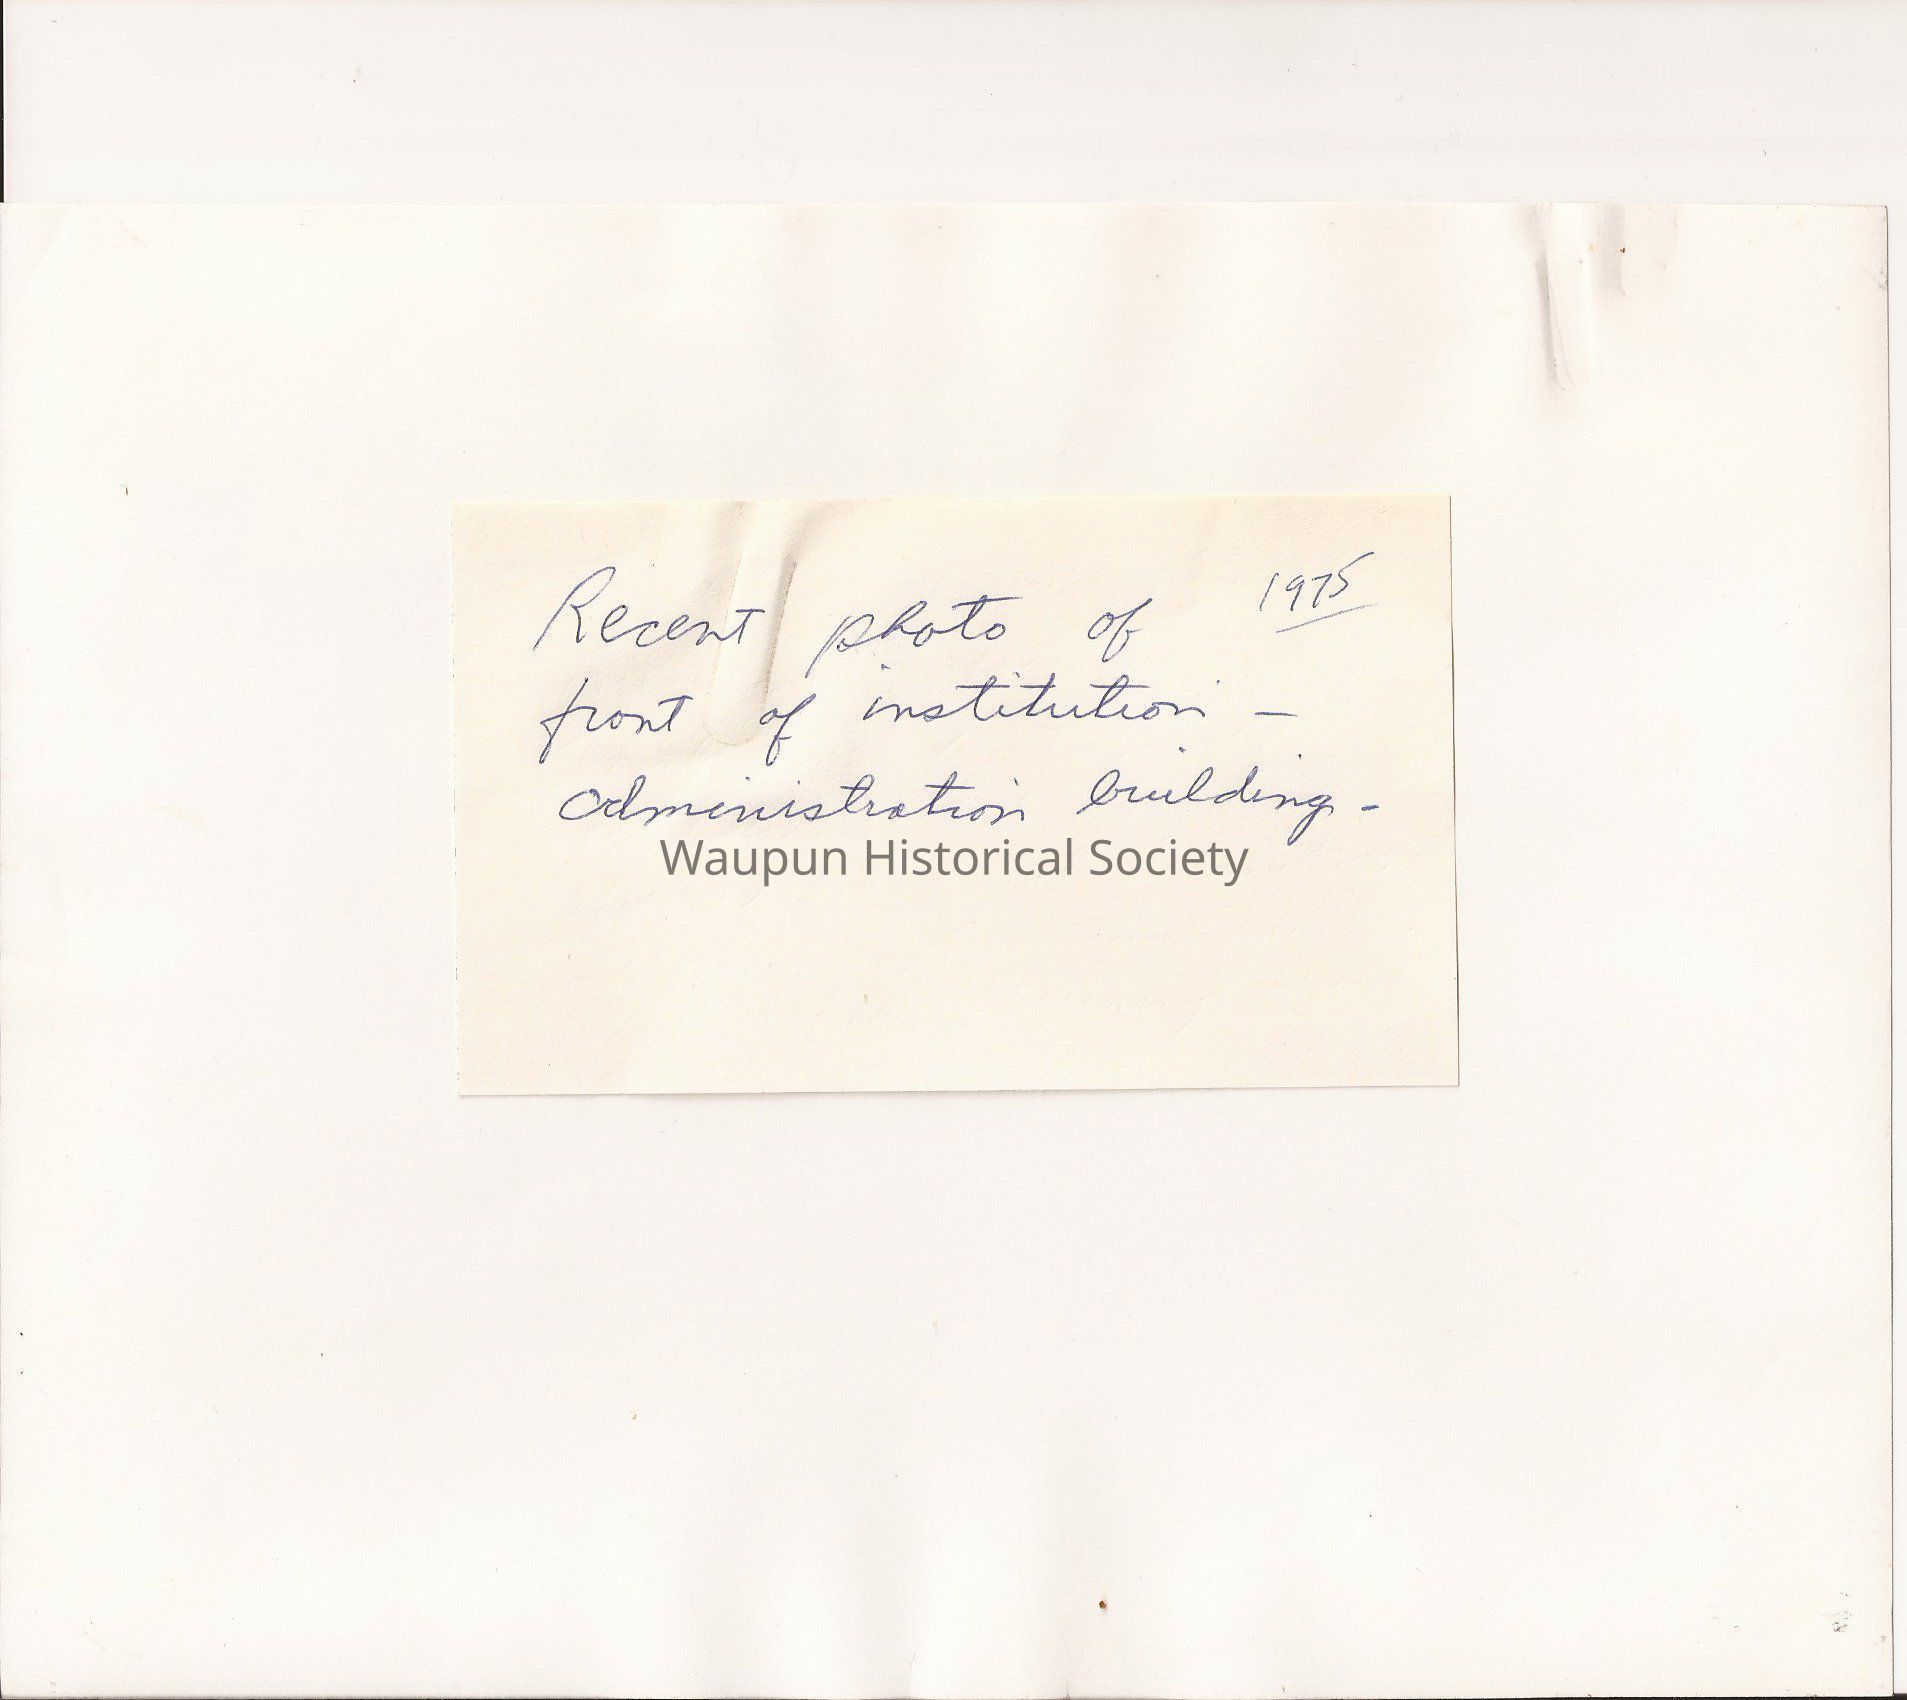 1975
Recent photo of
front of institution –
administration building -
Waupun Historical Society